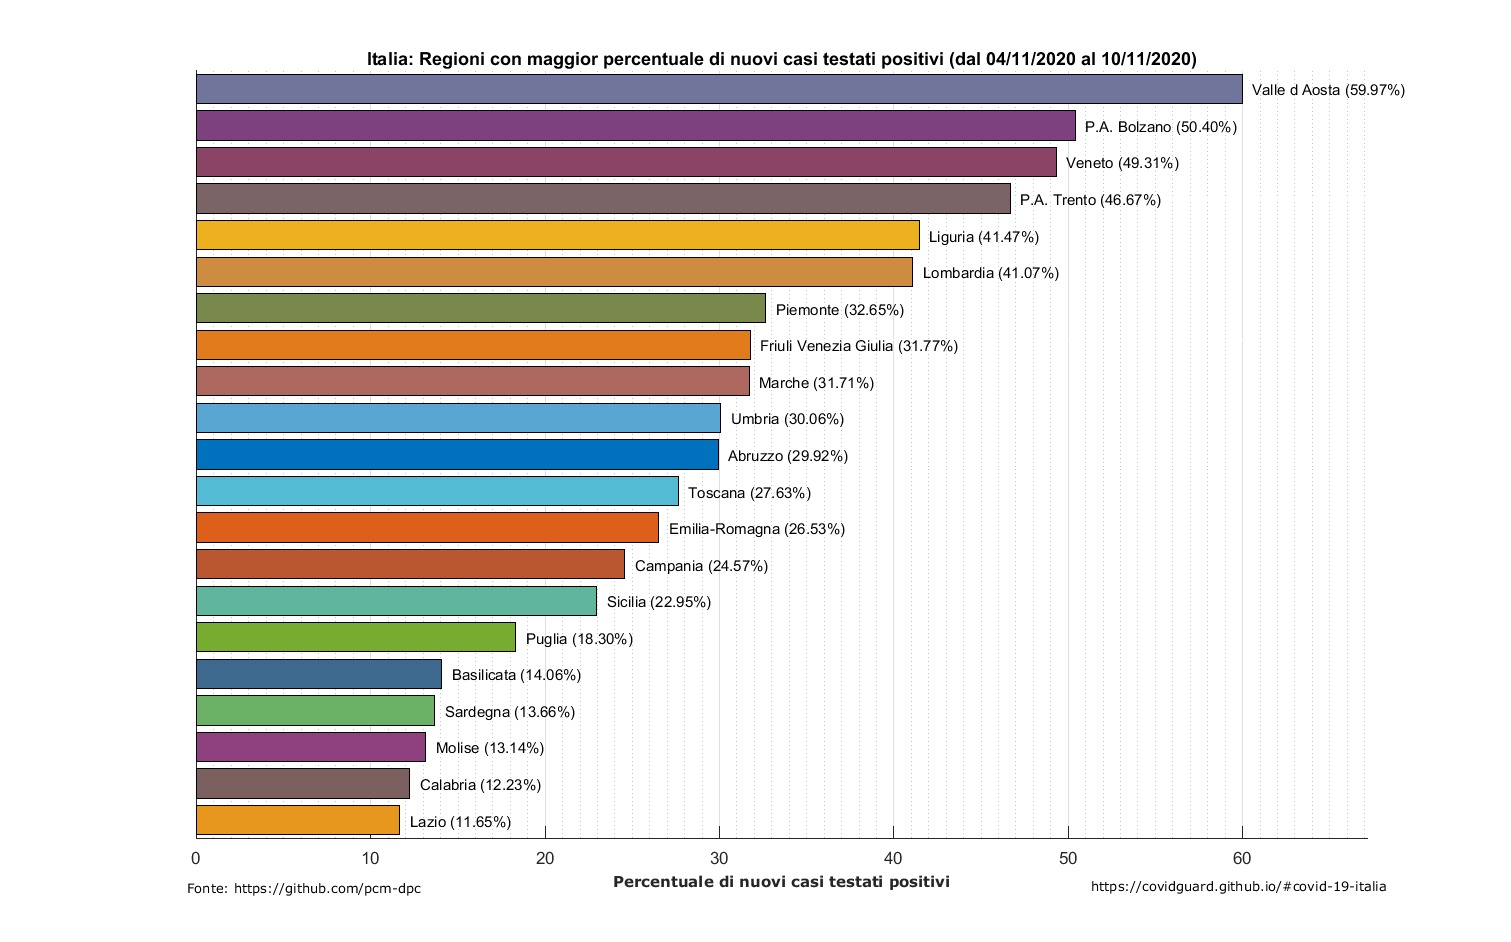 Italia: Regioni con maggior percentuale di nuovi casi testati positivi (dal 04/11/2020 al 10/11/2020)
Valle d Aosta (59.97%)
P.A. Bolzano (50.40%)
Veneto (49.31%)
P.A. Trento (46.67%)
Liguria (41.47%)
Lombardia (41.07%)
Piemonte (32.65%)
Friuli Venezia Giulia (31.77%)
Marche (31.71%)
Umbria (30.06%)
Abruzzo (29.92%)
Toscana (27.63%)
Emilia-Romagna (26.53%)
Campania (24.57%)
Sicilia (22.95%)
Puglia (18.30%)
Basilicata (14.06%)
Sardegna (13.66%)
Molise (13.14%)
Calabria (12.23%)
Lazio (11.65%)
0 10 20 30 40 50 60
Percentuale di nuovi casi testati positivi
Fonte: https://github.com/pcm-dpc
https://covidguard.github.io/#covid-19-italia